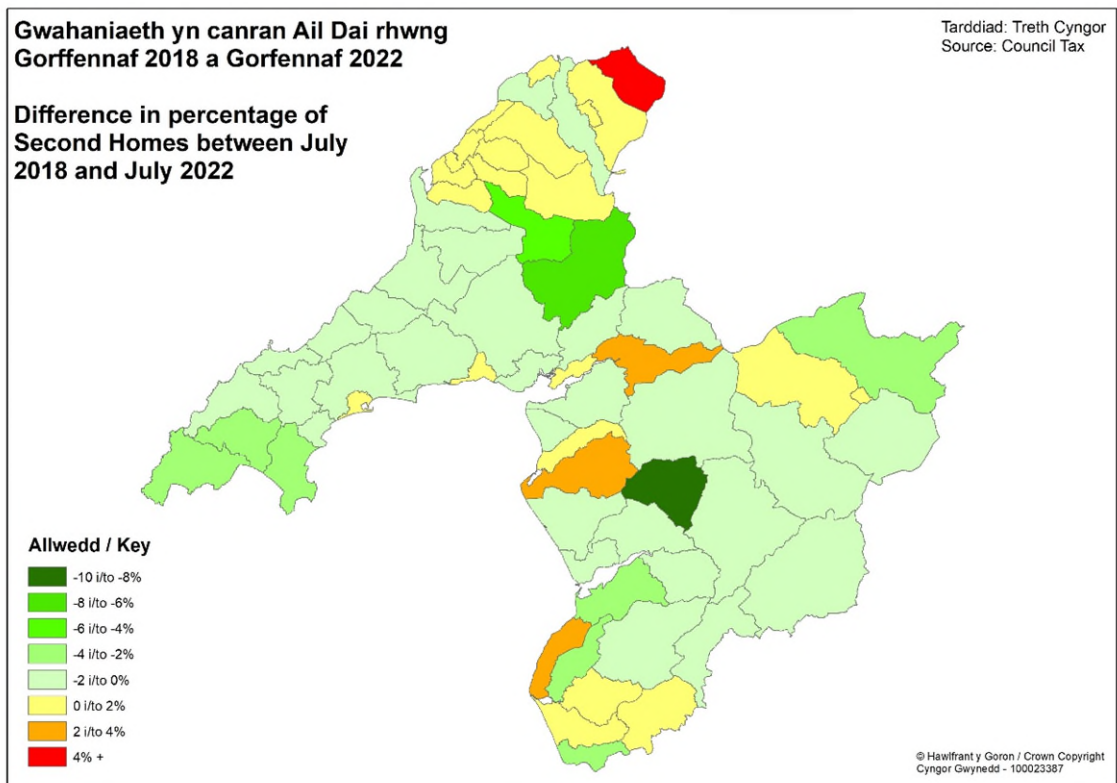 Gwahaniaeth yn canran Ail Dai rhwng
Gorffennaf 2018 a Gorfennaf 2022
Difference in percentage of
Second Homes between July
2018 and July 2022
Tarddiad: Treth Cyngor
Source: Council Tax
Allwedd / Key
-10 i/to -8%
-8 i/to -6%
-6 i/to -4%
-4 i/to -2%
-2 i/to 0%
0 i/to 2%
2 i/to 4%
4% +
© Hawlfraint y Goron / Crown Copyright
Cyngor Gwynedd - 100023387